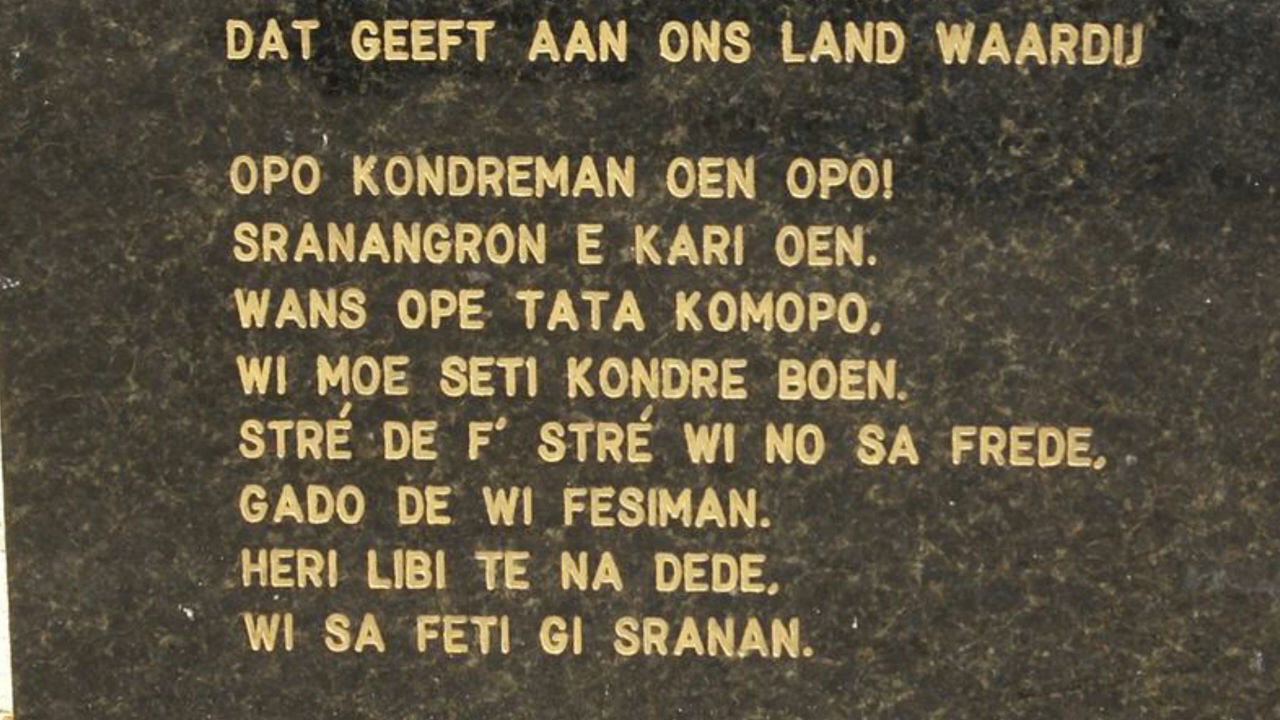 DAT GEEFT AAN ONS LAND WAARDIJ
OPO KONDREMAN OEN OPO!
SRANANGRON E KARI OEN.
WANS OPE TATA KOMOPO,
WI MOE SETI KONDRE BOEN.
STRÉ DE F' STRÉ WI NO SA FREDE,
GADO DE WI FESIMAN.
HERI LIBI TE NA DEDE,
WI SA FETI GI SRANAN.